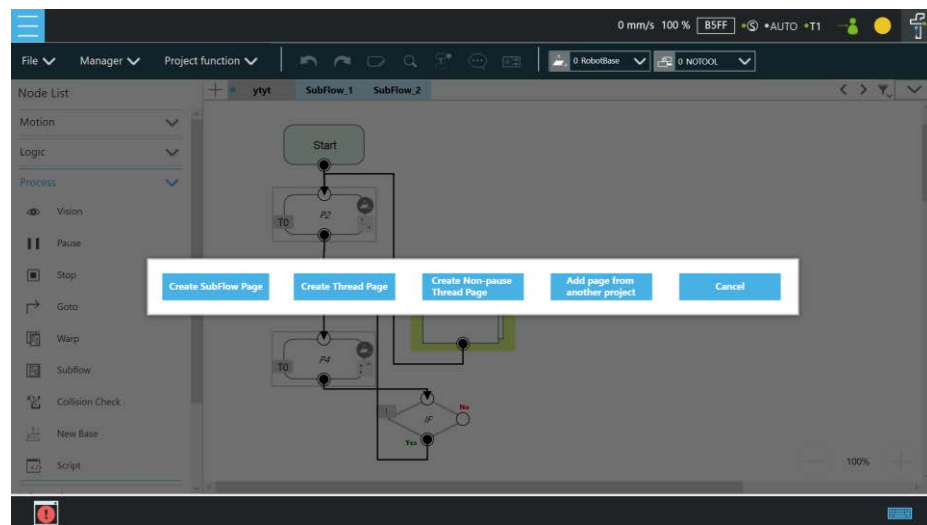 0 mm/s 100 % B5FF •Ⓢ •AUTO •T1
File Manager Project function 0 RobotBase 0 NOTOOL
Node List ytyt SubFlow_1 SubFlow_2
Motion
Logic
Start
Process
Vision
T0 P2
Pause
Stop
Create SubFlow Page Create Thread Page Create Non-pause Thread Page Add page from another project Cancel
Goto
Warp
T0 P4
Subflow
Collision Check
IF No
New Base
Yes
Script
100%